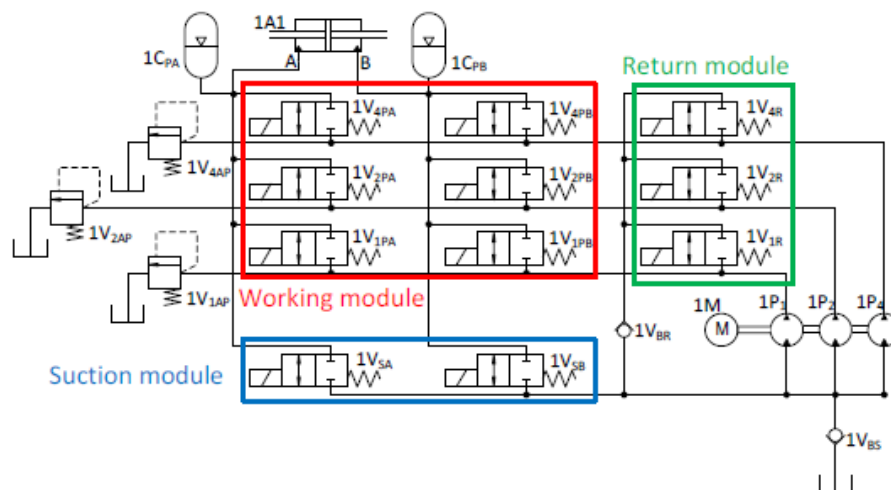 1A1
1C_PA
A
B
1C_PB
Return module
1V_4PA
1V_4PB
1V_4R
1V_4AP
1V_2PA
1V_2PB
1V_2R
1V_2AP
1V_1PA
1V_1PB
1V_1R
1V_1AP
Working module
1M
1P_1
1P_2
1P_4
M
1V_BR
Suction module
1V_SA
1V_SB
1V_BS